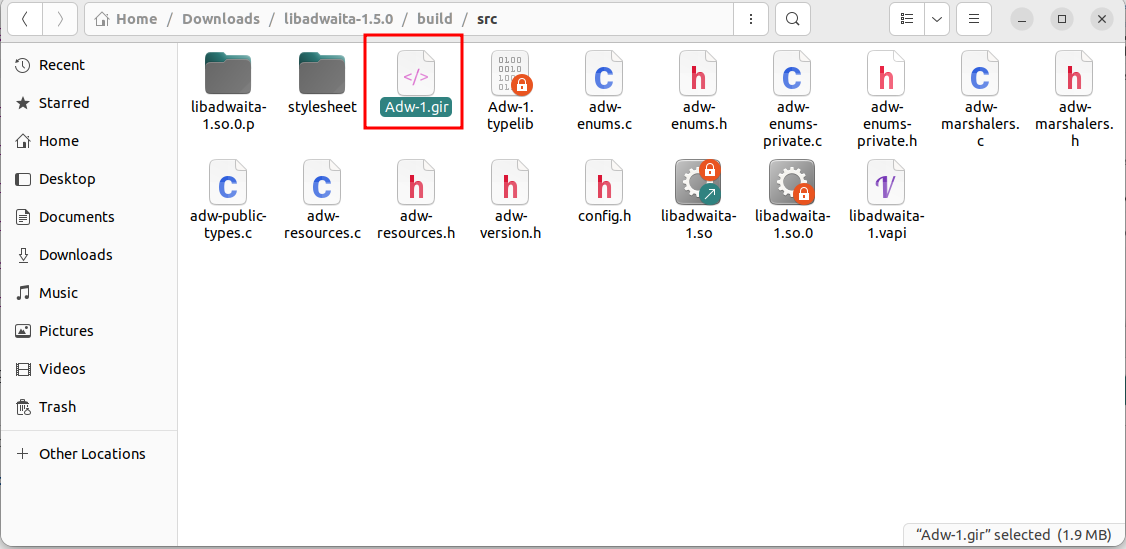 Home / Downloads / libadwaita-1.5.0 / build / src
Recent
Starred
Home
Desktop
Documents
Downloads
Music
Pictures
Videos
Trash
Other Locations
libadwaita-
1.so.0.p
stylesheet
</>
Adw-1.gir
0100
0010
Adw-1.
typelib
C
adw-
enums.c
h
adw-
enums.h
C
adw-
enums-
private.c
h
adw-
enums-
private.h
C
adw-
marshalers.
c
h
adw-
marshalers.
h
C
adw-public-
types.c
C
adw-
resources.c
h
adw-
resources.h
h
adw-
version.h
h
config.h
libadwaita-
1.so
libadwaita-
1.so.0
V
libadwaita-
1.vapi
“Adw-1.gir” selected (1.9 MB)